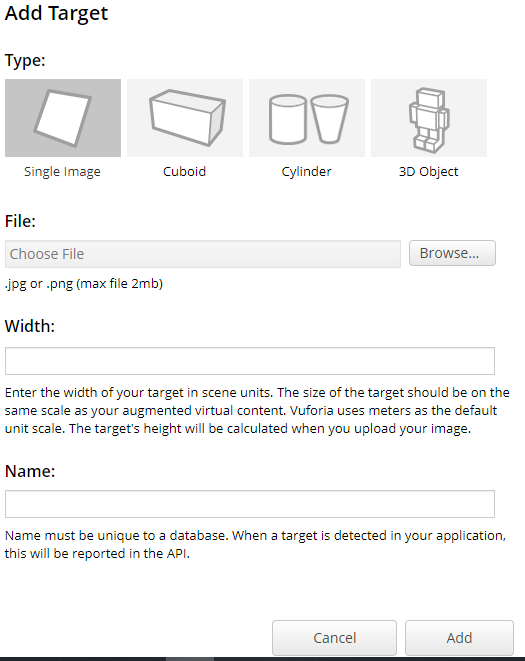 Add Target
Type:
Single Image
Cuboid
Cylinder
3D Object
File:
Choose File
Browse...
.jpg or .png (max file 2mb)
Width:
Enter the width of your target in scene units. The size of the target should be on the
same scale as your augmented virtual content. Vuforia uses meters as the default
unit scale. The target's height will be calculated when you upload your image.
Name:
Name must be unique to a database. When a target is detected in your application,
this will be reported in the API.
Cancel
Add